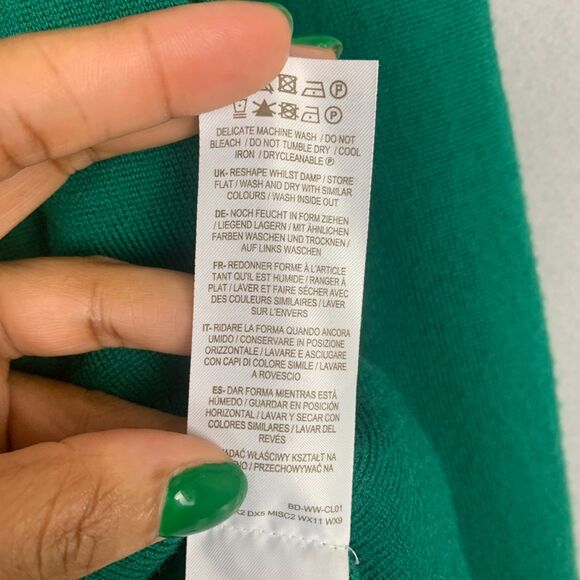 DELICATE MACHINE WASH / DO NOT
BLEACH / DO NOT TUMBLE DRY / COOL
IRON / DRYCLEANABLE Ⓟ
UK- RESHAPE WHILST DAMP / STORE
FLAT / WASH AND DRY WITH SIMILAR
COLOURS / WASH INSIDE OUT
DE- NOCH FEUCHT IN FORM ZIEHEN
/ LIEGEND LAGERN / MIT ÄHNLICHEN
FARBEN WASCHEN UND TROCKNEN /
AUF LINKS WASCHEN
FR- REDONNER FORME À L'ARTICLE
TANT QU'IL EST HUMIDE / RANGER À
PLAT / LAVER ET FAIRE SÉCHER AVEC
DES COULEURS SIMILAIRES / LAVER
SUR L'ENVERS
IT- RIDARE LA FORMA QUANDO ANCORA
UMIDO / CONSERVARE IN POSIZIONE
ORIZZONTALE / LAVARE E ASCIUGARE
CON CAPI DI COLORE SIMILE / LAVARE
A ROVESCIO
ES- DAR FORMA MIENTRAS ESTÁ
HÚMEDO / GUARDAR EN POSICIÓN
HORIZONTAL / LAVAR Y SECAR CON
COLORES SIMILARES / LAVAR DEL
REVÉS
WŁAŚCIWY KSZTAŁT NA
/ PRZECHOWYWAĆ NA
BD-WW-CL01
DX5 MISC2 WX11 WX9